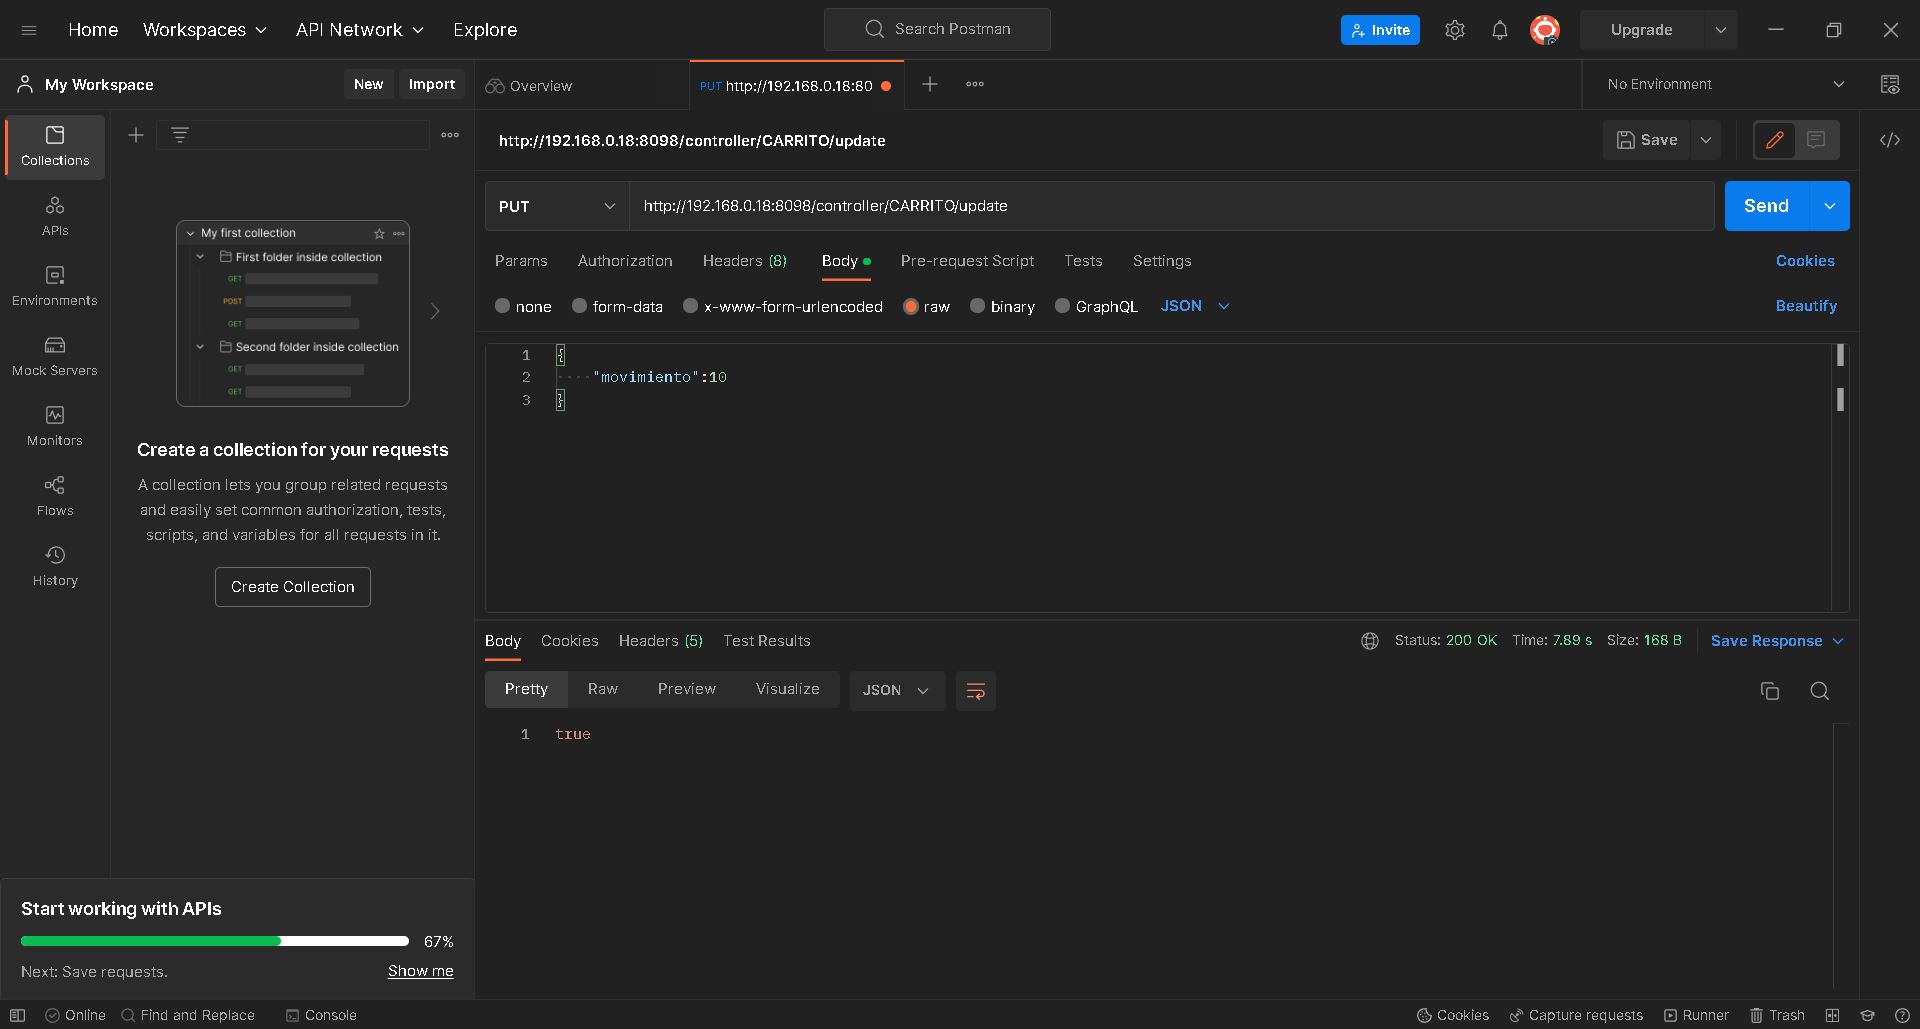 Home Workspaces API Network Explore Search Postman Invite Upgrade
My Workspace New Import Overview PUT http://192.168.0.18:80 No Environment
http://192.168.0.18:8098/controller/CARRITO/update Save
Collections
APIs
Environments
Mock Servers
Monitors
Flows
History
My first collection
First folder inside collection
GET
POST
GET
Second folder inside collection
GET
GET
Create a collection for your requests
A collection lets you group related requests
and easily set common authorization, tests,
scripts, and variables for all requests in it.
Create Collection
PUT http://192.168.0.18:8098/controller/CARRITO/update Send
Params Authorization Headers (8) Body Pre-request Script Tests Settings Cookies
none form-data x-www-form-urlencoded raw binary GraphQL JSON Beautify
1 {
2 "movimiento":10
3 }
Body Cookies Headers (5) Test Results Status: 200 OK Time: 7.89 s Size: 168 B Save Response
Pretty Raw Preview Visualize JSON
1 true
Start working with APIs
67%
Next: Save requests. Show me
Online Find and Replace Console Cookies Capture requests Runner Trash